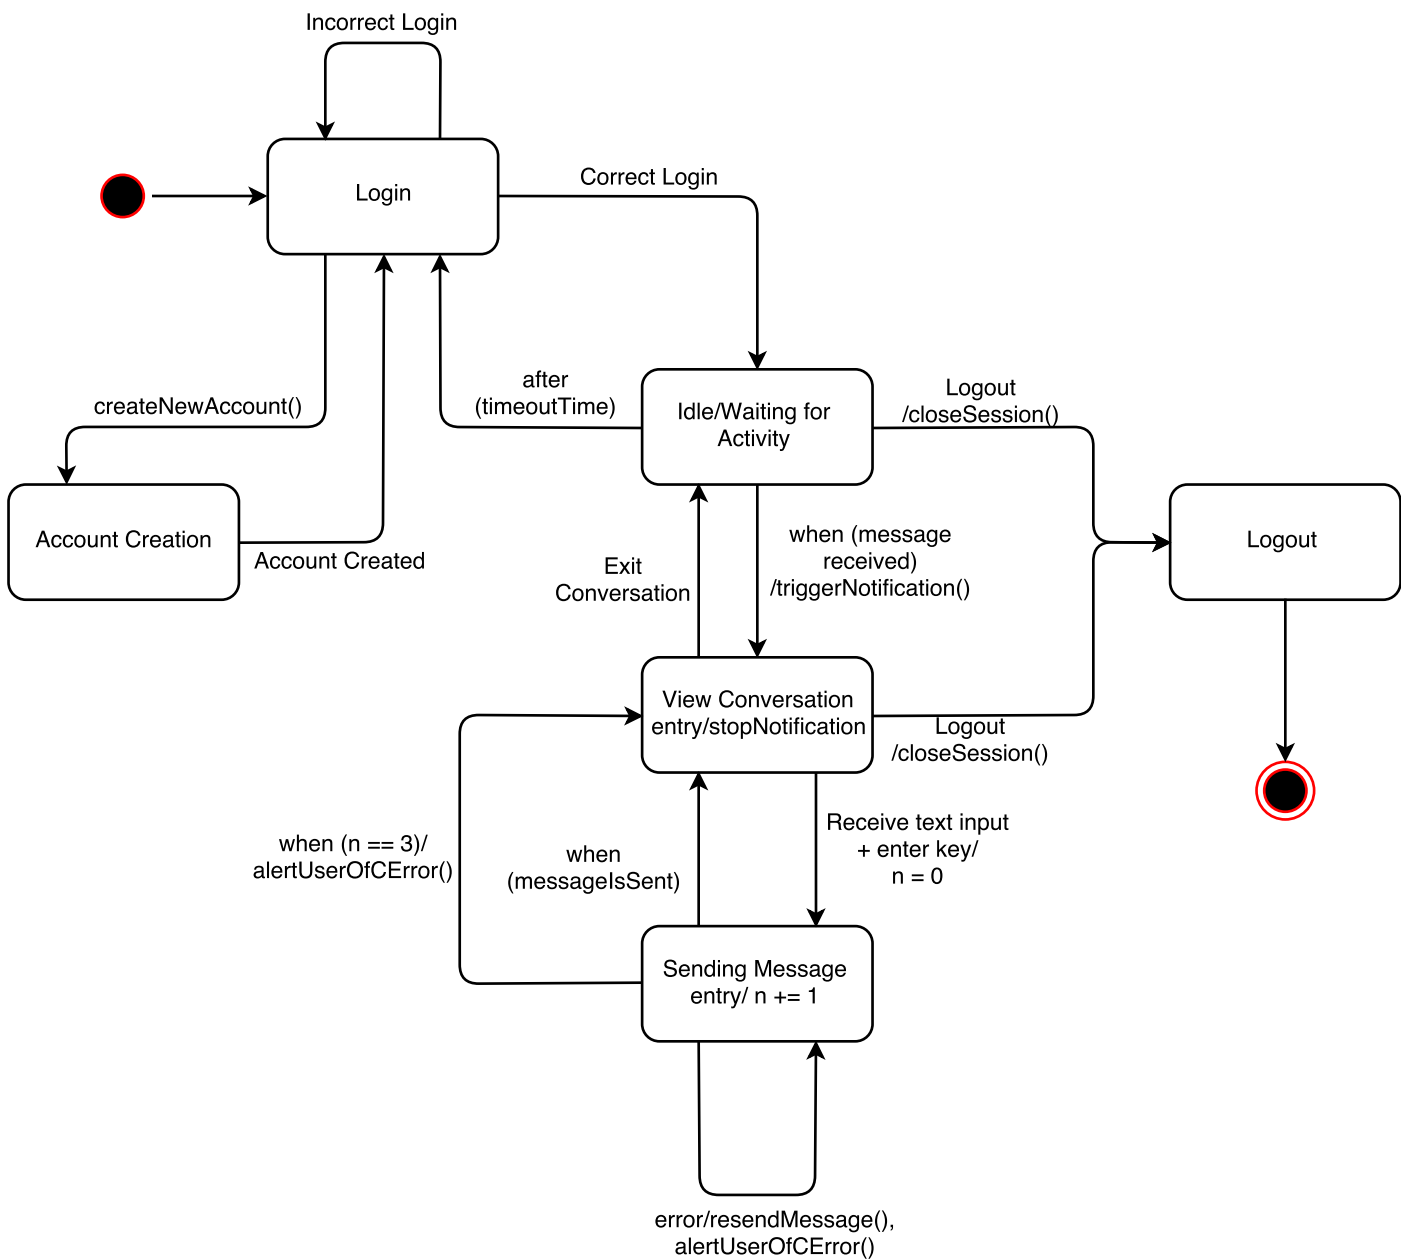 Incorrect Login
Login
Correct Login
createNewAccount()
after
(timeoutTime)
Idle/Waiting for
Activity
Logout
/closeSession()
Account Creation
Account Created
Exit
Conversation
when (message
received)
/triggerNotification()
Logout
View Conversation
entry/stopNotification
Logout
/closeSession()
when (n == 3)/
alertUserOfCError()
when
(messageIsSent)
Receive text input
+ enter key/
n = 0
Sending Message
entry/ n += 1
error/resendMessage(),
alertUserOfCError()